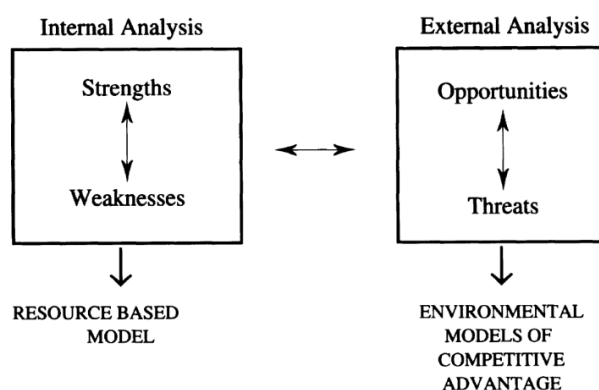 Internal Analysis
Strengths
Weaknesses
RESOURCE BASED
MODEL
External Analysis
Opportunities
Threats
ENVIRONMENTAL
MODELS OF
COMPETITIVE
ADVANTAGE